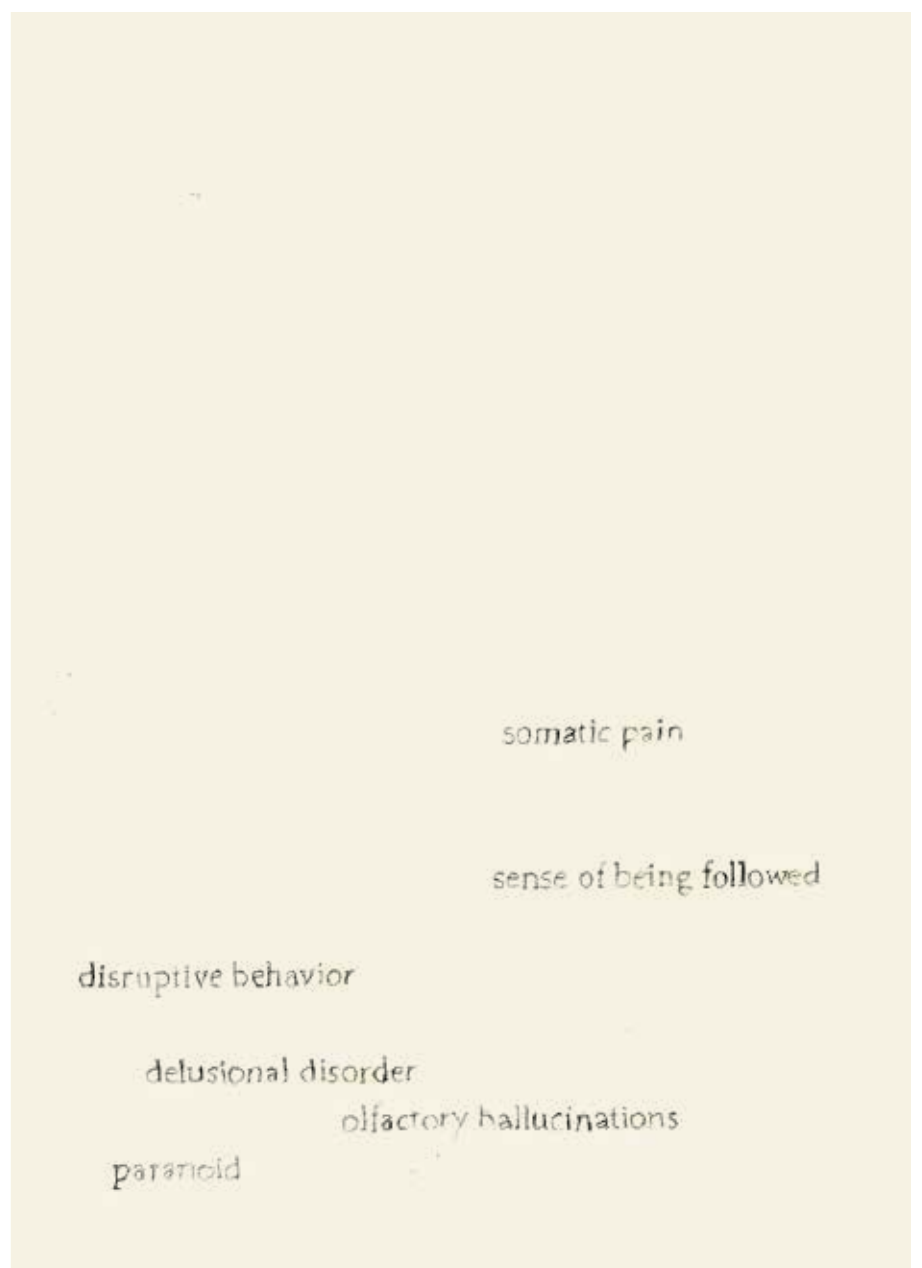 somatic pain
sense of being followed
disruptive behavior
delusional disorder
olfactory hallucinations
paranoid